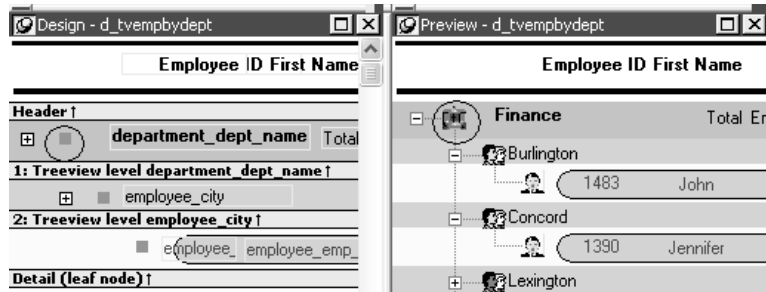 Design - d_tvempbydept
Employee ID First Name
Header ↑
department_dept_name Total
1: Treeview level department_dept_name ↑
employee_city
2: Treeview level employee_city ↑
employee_ employee_emp_
Detail (leaf node) ↑
Preview - d_tvempbydept
Employee ID First Name
Finance Total Er
Burlington
1483 John
Concord
1390 Jennifer
Lexington